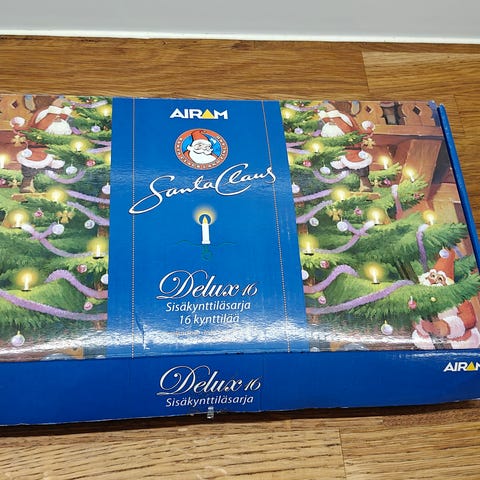 AIRAM
Santa Claus
Delux 16
Sisäkynttiläsarja
16 kynttilää
AIRAM
Delux 16
Sisäkynttiläsarja